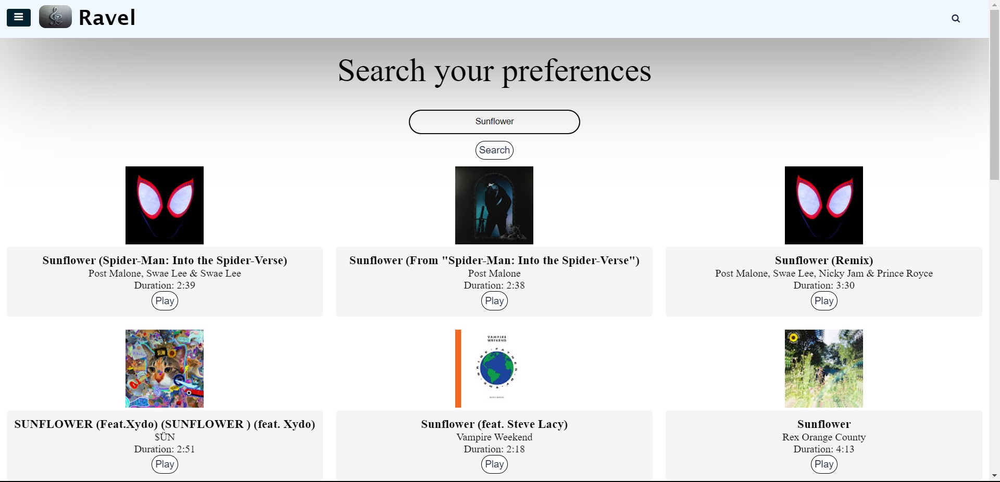 Ravel
Search your preferences
Sunflower
Search
Sunflower (Spider-Man: Into the Spider-Verse)
Post Malone, Swae Lee & Swae Lee
Duration: 2:39
Play
Sunflower (From "Spider-Man: Into the Spider-Verse")
Post Malone
Duration: 2:38
Play
Sunflower (Remix)
Post Malone, Swae Lee, Nicky Jam & Prince Royce
Duration: 3:30
Play
SUN
SUNFLOWER (Feat.Xydo) (SUNFLOWER ) (feat. Xydo)
$ÜN
Duration: 2:51
Play
VAMPIRE
WEEKEND
FATHER OF THE BRIDE
Sunflower (feat. Steve Lacy)
Vampire Weekend
Duration: 2:18
Play
Sunflower
Rex Orange County
Duration: 4:13
Play